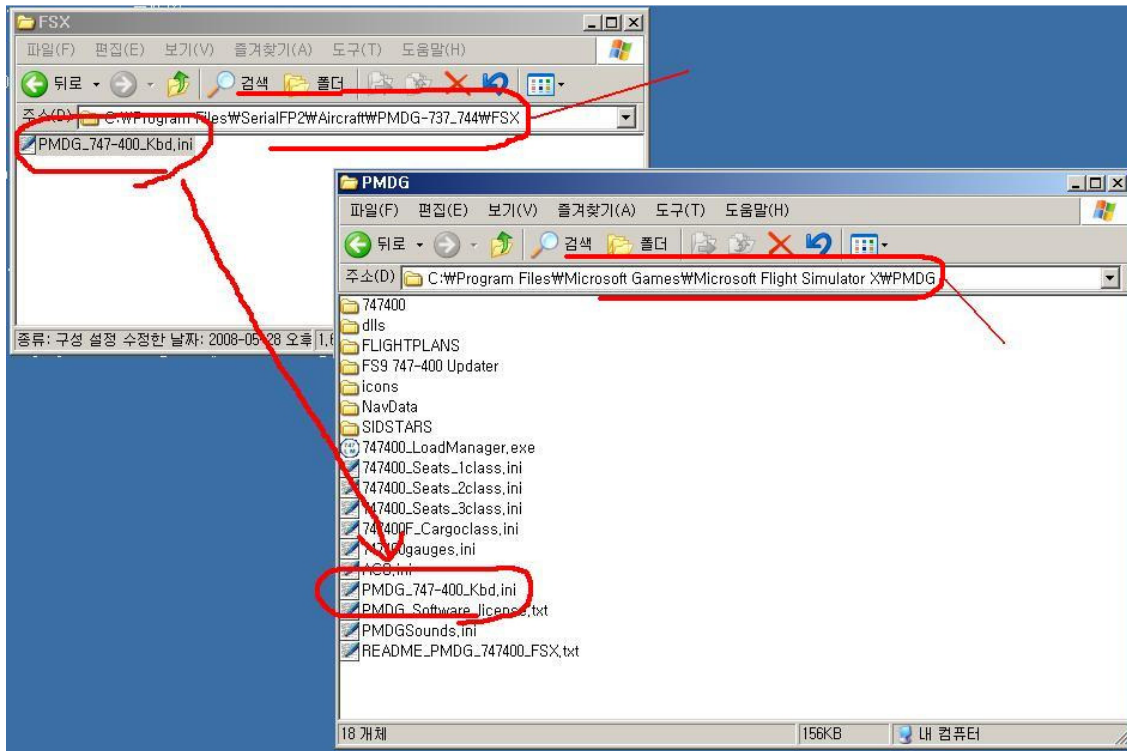 FSX
파일(F) 편집(E) 보기(V) 즐겨찾기(A) 도구(T) 도움말(H)
뒤로 검색 폴더
주소(D) C:₩Program Files₩SerialFP2₩Aircraft₩PMDG-737_744₩FSX
PMDG_747-400_Kbd.ini
종류: 구성 설정 수정한 날짜: 2008-05-28 오후
PMDG
파일(F) 편집(E) 보기(V) 즐겨찾기(A) 도구(T) 도움말(H)
뒤로 검색 폴더
주소(D) C:₩Program Files₩Microsoft Games₩Microsoft Flight Simulator X₩PMDG
747400
dlls
FLIGHTPLANS
FS9 747-400 Updater
icons
NavData
SIDSTARS
747400_LoadManager.exe
747400_Seats_1class.ini
747400_Seats_2class.ini
747400_Seats_3class.ini
747400F_Cargoclass.ini
747400gauges.ini
PMDG_747-400_Kbd.ini
PMDG_Software_license.txt
PMDGSounds.ini
README_PMDG_747400_FSX.txt
18 개체 156KB 내 컴퓨터